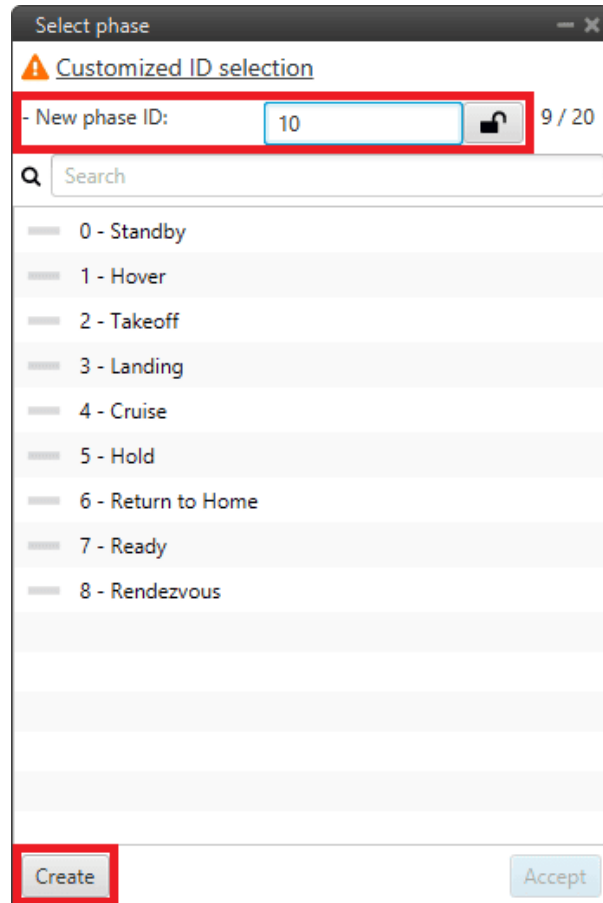 Select phase
Customized ID selection
- New phase ID: 10 9 / 20
Search
0 - Standby
1 - Hover
2 - Takeoff
3 - Landing
4 - Cruise
5 - Hold
6 - Return to Home
7 - Ready
8 - Rendezvous
Create Accept